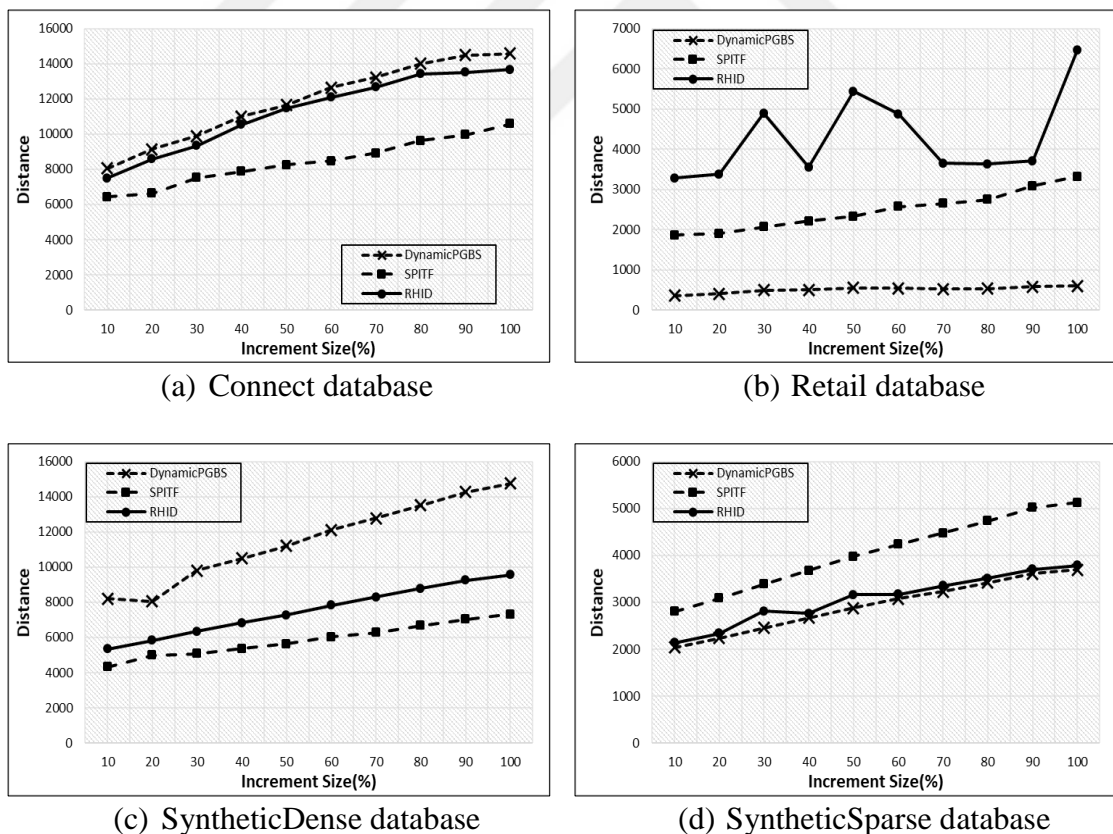 16000
14000
12000
10000
8000
6000
4000
2000
0
Distance
DynamicPGBS
SPITF
RHID
10 20 30 40 50 60 70 80 90 100
Increment Size(%)
(a) Connect database
7000
6000
5000
4000
3000
2000
1000
0
Distance
DynamicPGBS
SPITF
RHID
10 20 30 40 50 60 70 80 90 100
Increment Size(%)
(b) Retail database
16000
14000
12000
10000
8000
6000
4000
2000
0
Distance
DynamicPGBS
SPITF
RHID
10 20 30 40 50 60 70 80 90 100
Increment Size(%)
(c) SyntheticDense database
6000
5000
4000
3000
2000
1000
0
Distance
DynamicPGBS
SPITF
RHID
10 20 30 40 50 60 70 80 90 100
Increment Size(%)
(d) SyntheticSparse database